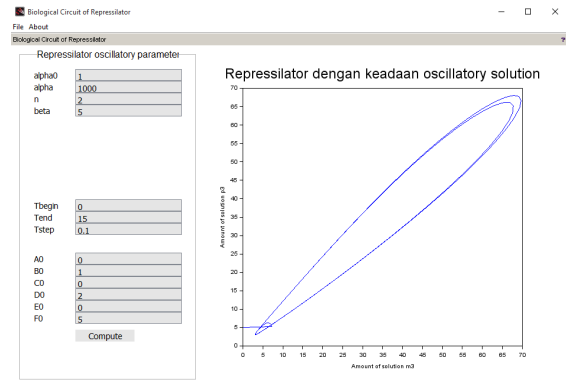 Biological Circuit of Repressilator
File About
Biological Circuit of Repressilator ?
Repressilator oscillatory parameter
alpha0 1
alpha 1000
n 2
beta 5
Tbegin 0
Tend 15
Tstep 0.1
A0 0
B0 1
C0 0
D0 2
E0 0
F0 5
Compute
Repressilator dengan keadaan oscillatory solution
70
65
60
55
50
45
40
35
30
25
20
15
10
5
0
Amount of solution p3
0 5 10 15 20 25 30 35 40 45 50 55 60 65 70
Amount of solution m3